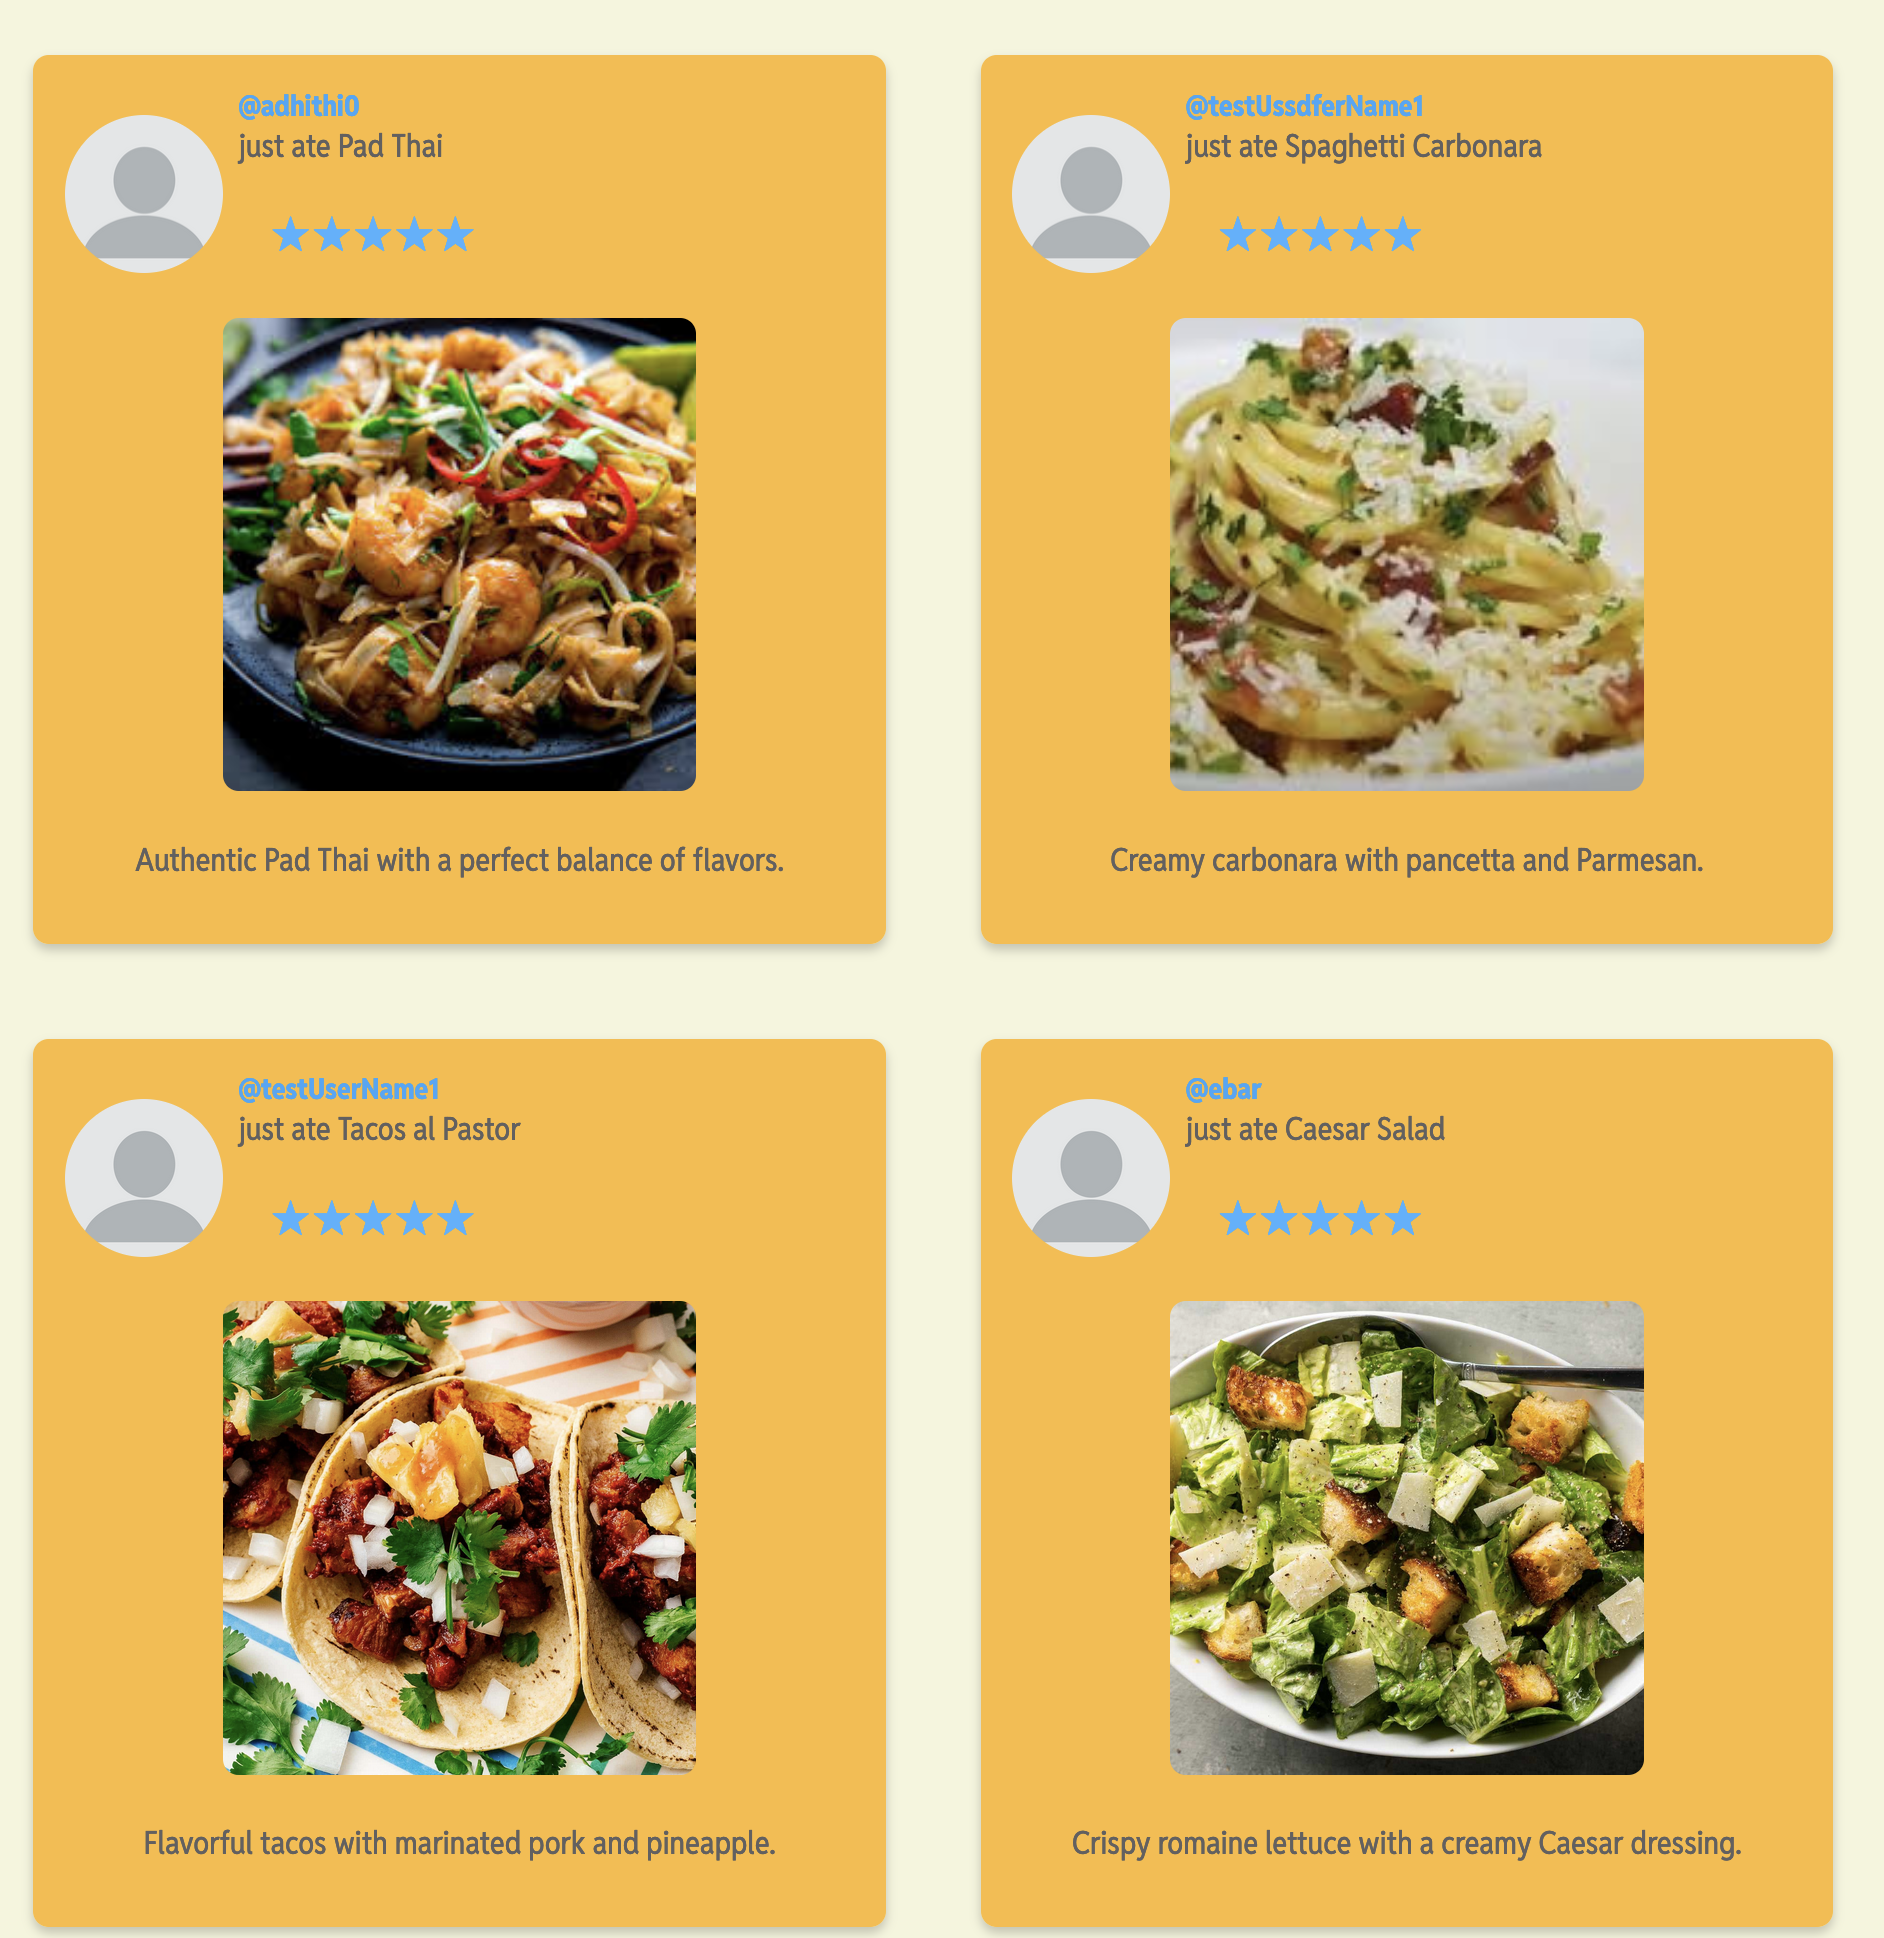 @adhithi0
just ate Pad Thai
Authentic Pad Thai with a perfect balance of flavors.
@testUssdferName1
just ate Spaghetti Carbonara
Creamy carbonara with pancetta and Parmesan.
@testUserName1
just ate Tacos al Pastor
Flavorful tacos with marinated pork and pineapple.
@ebar
just ate Caesar Salad
Crispy romaine lettuce with a creamy Caesar dressing.